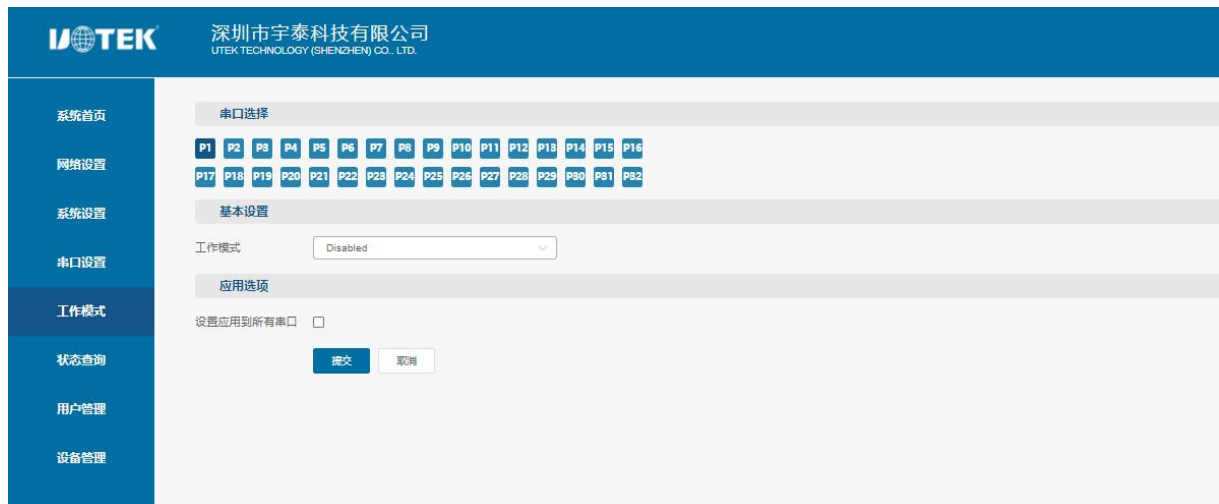 UTEK
深圳市宇泰科技有限公司
UTEK TECHNOLOGY (SHENZHEN) CO.. LTD.
系统首页
网络设置
系统设置
串口设置
工作模式
状态查询
用户管理
设备管理
串口选择
P1 P2 P3 P4 P5 P6 P7 P8 P9 P10 P11 P12 P13 P14 P15 P16
P17 P18 P19 P20 P21 P22 P23 P24 P25 P26 P27 P28 P29 P30 P31 P32
基本设置
工作模式 Disabled
应用选项
设置应用到所有串口
提交 取消